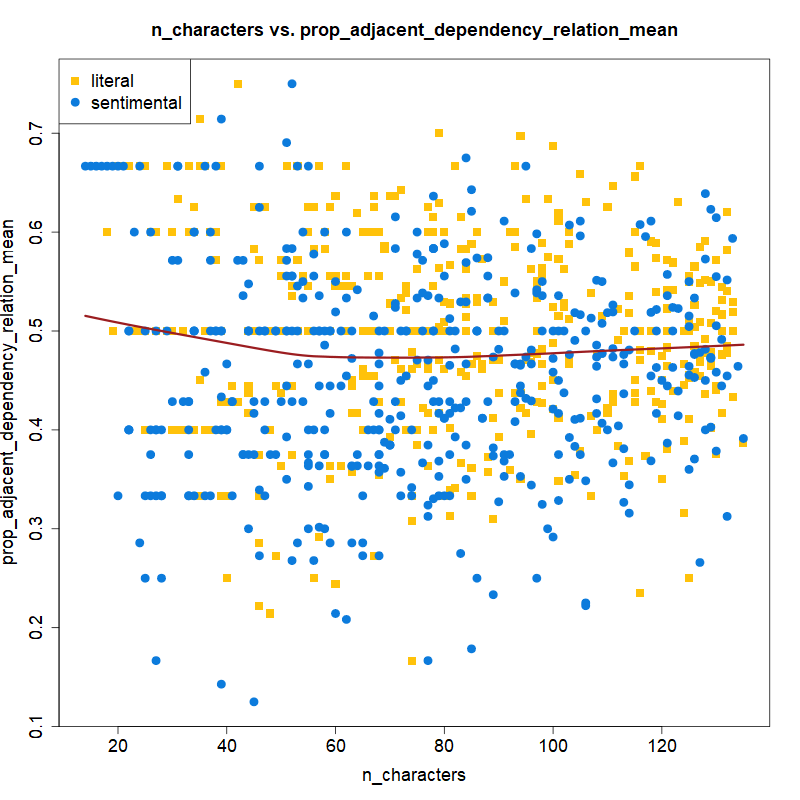 n_characters vs. prop_adjacent_dependency_relation_mean
literal
sentimental
prop_adjacent_dependency_relation_mean
0.7
0.6
0.5
0.4
0.3
0.2
0.1
20 40 60 80 100 120
n_characters